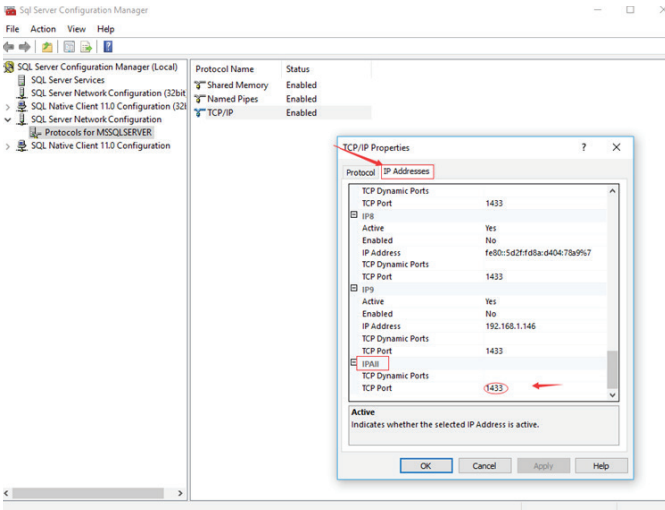 Sql Server Configuration Manager
File Action View Help
SQL Server Configuration Manager (Local)
SQL Server Services
SQL Server Network Configuration (32bit
SQL Native Client 11.0 Configuration (32b
SQL Server Network Configuration
Protocols for MSSQLSERVER
SQL Native Client 11.0 Configuration
Protocol Name Status
Shared Memory Enabled
Named Pipes Enabled
TCP/IP Enabled
TCP/IP Properties
Protocol IP Addresses
TCP Dynamic Ports
TCP Port 1433
IP8
Active Yes
Enabled No
IP Address fe80::5d2f:fd8a:d404:78a9%7
TCP Dynamic Ports
TCP Port 1433
IP9
Active Yes
Enabled No
IP Address 192.168.1.146
TCP Dynamic Ports
TCP Port 1433
IPAll
TCP Dynamic Ports
TCP Port 1433
Active
Indicates whether the selected IP Address is active.
OK Cancel Apply Help